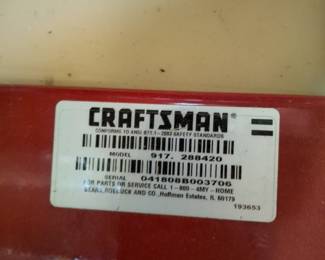 CRAFTSMAN®
CONFORMS TO ANSI B71.1-2003 SAFETY STANDARDS
MODEL 917. 288420
SERIAL 041808B003706
FOR PARTS OR SERVICE CALL 1-800-4MY-HOME
SEARS, ROEBUCK AND CO., Hoffman Estates, IL 60179
193653